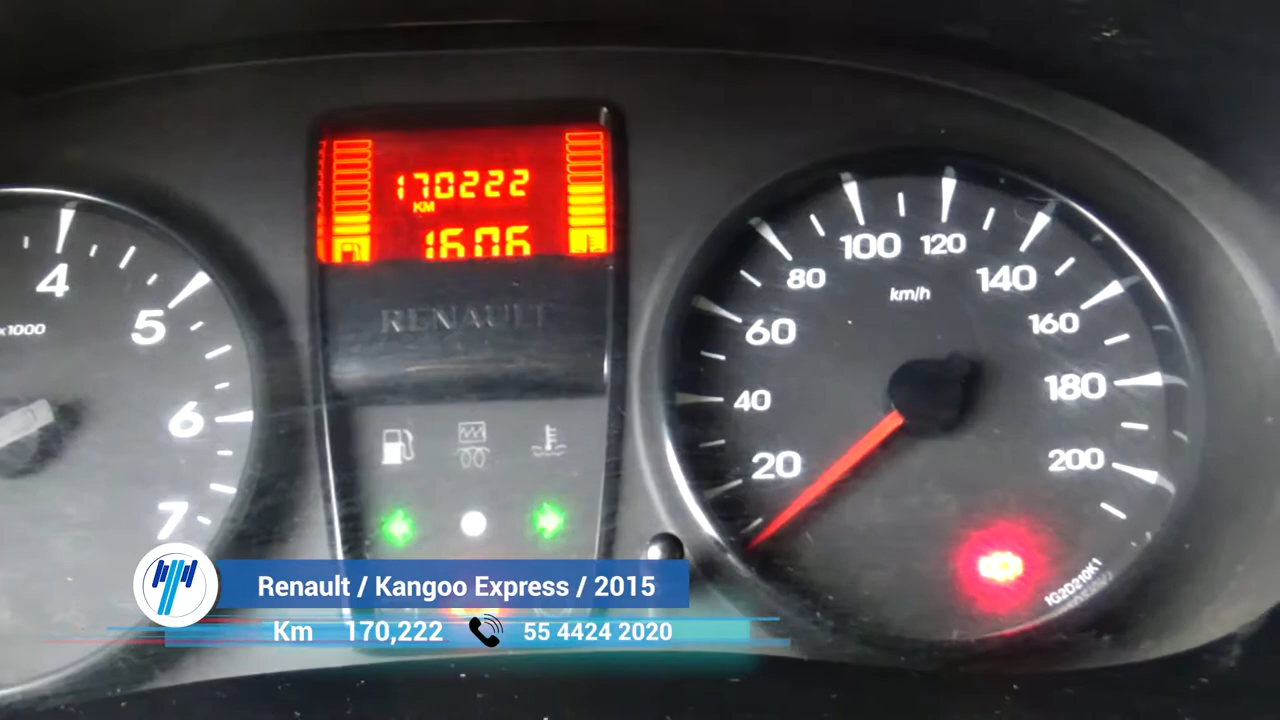 170222
KM
1606
RENAULT
4
5
6
7
x1000
20
40
60
80
100
120
140
160
180
200
km/h
1G2D210K1
Renault / Kangoo Express / 2015
Km 170,222 55 4424 2020